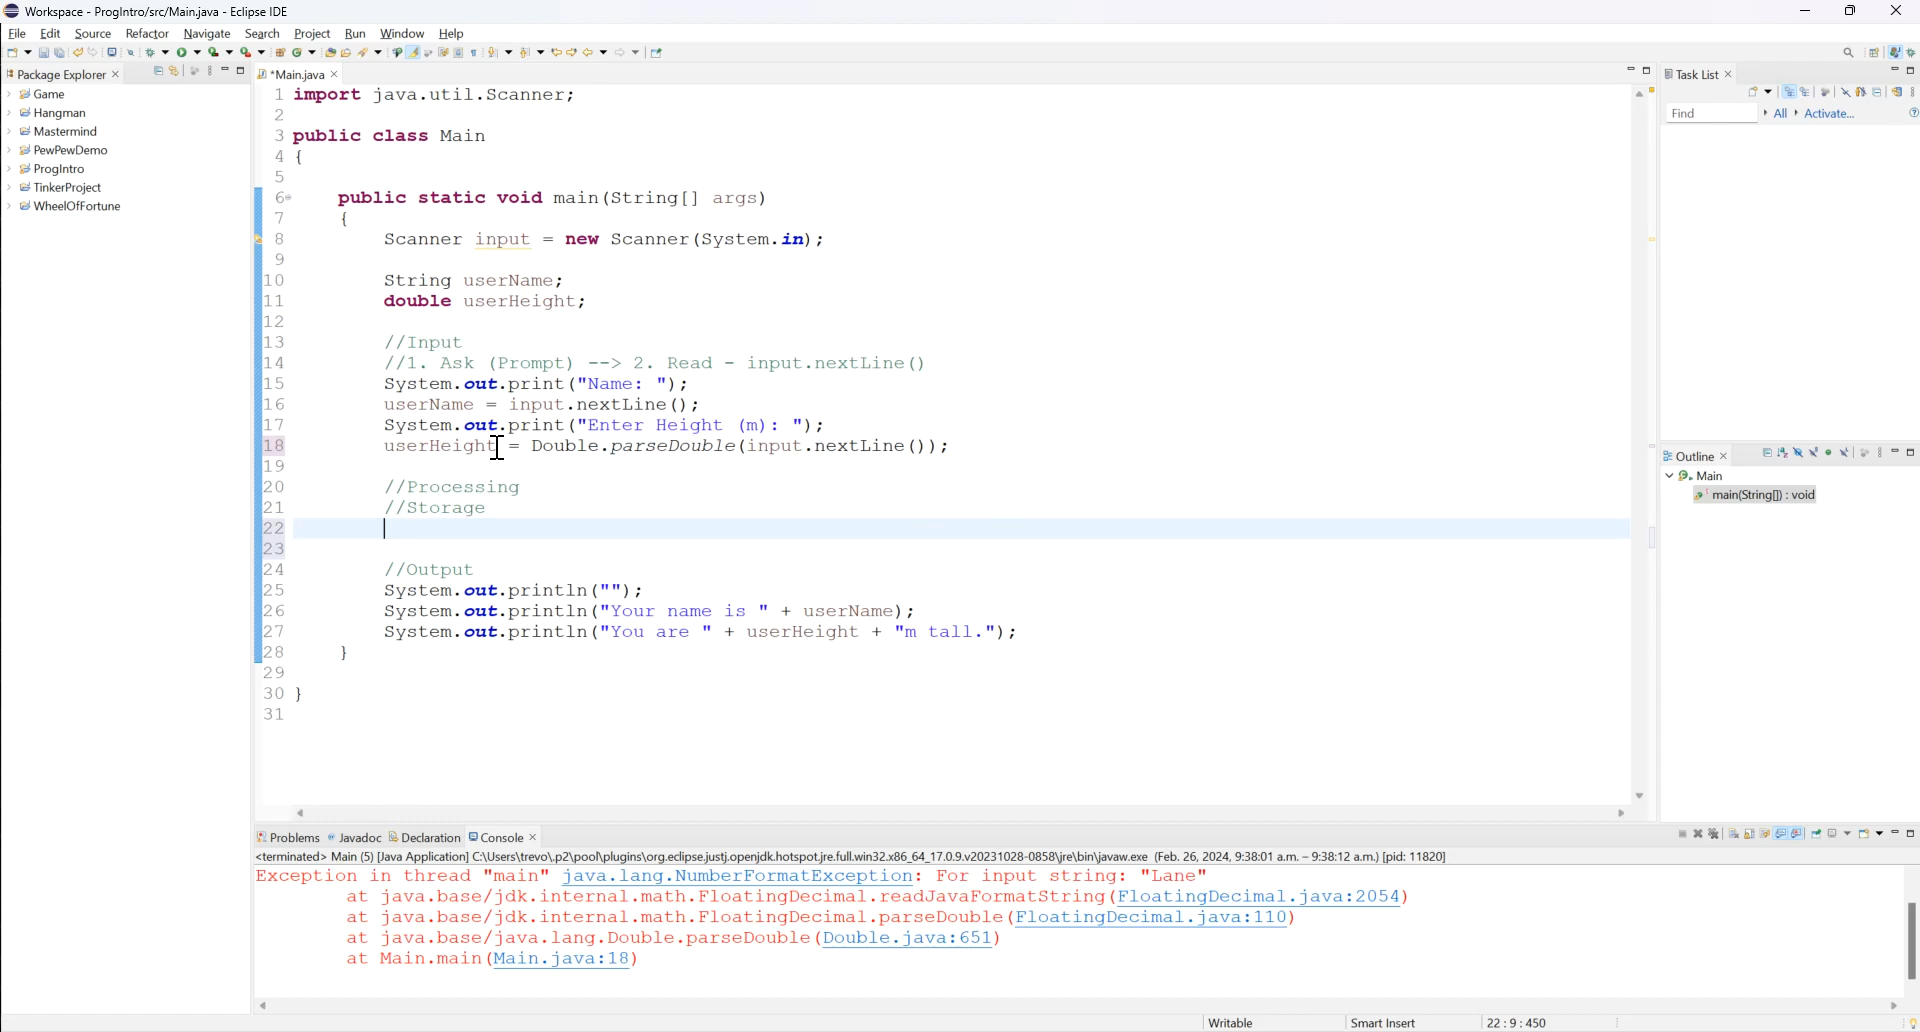 Workspace - ProgIntro/src/Main.java - Eclipse IDE
File Edit Source Refactor Navigate Search Project Run Window Help
Package Explorer
Game
Hangman
Mastermind
PewPewDemo
ProgIntro
TinkerProject
WheelOfFortune
*Main.java
1 import java.util.Scanner;
2
3 public class Main
4 {
5
6 public static void main(String[] args)
7 {
8 Scanner input = new Scanner(System.in);
9
10 String userName;
11 double userHeight;
12
13 //Input
14 //1. Ask (Prompt) --> 2. Read - input.nextLine()
15 System.out.print("Name: ");
16 userName = input.nextLine();
17 System.out.print("Enter Height (m): ");
18 userHeight = Double.parseDouble(input.nextLine());
19
20 //Processing
21 //Storage
22
23
24 //Output
25 System.out.println("");
26 System.out.println("Your name is " + userName);
27 System.out.println("You are " + userHeight + "m tall.");
28 }
29
30 }
31
Task List
Find All Activate...
Outline
Main
main(String[]) : void
Problems Javadoc Declaration Console
<terminated> Main (5) [Java Application] C:\Users\trevo\.p2\pool\plugins\org.eclipse.justj.openjdk.hotspot.jre.full.win32.x86_64_17.0.9.v20231028-0858\jre\bin\javaw.exe (Feb. 26, 2024, 9:38:01 a.m. – 9:38:12 a.m.) [pid: 11820]
Exception in thread "main" java.lang.NumberFormatException: For input string: "Lane"
at java.base/jdk.internal.math.FloatingDecimal.readJavaFormatString(FloatingDecimal.java:2054)
at java.base/jdk.internal.math.FloatingDecimal.parseDouble(FloatingDecimal.java:110)
at java.base/java.lang.Double.parseDouble(Double.java:651)
at Main.main(Main.java:18)
Writable Smart Insert 22 : 9 : 450